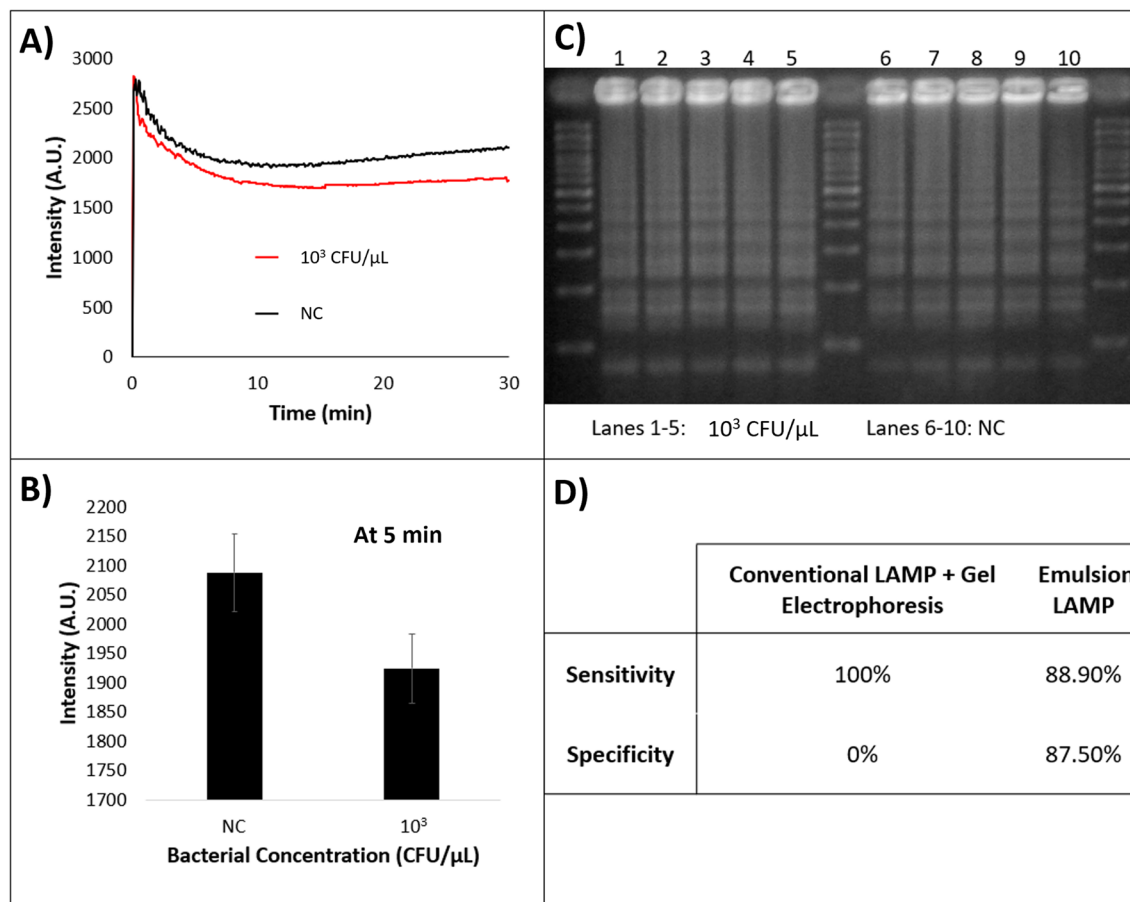 A)
3000
2500
2000
1500
1000
500
0
Intensity (A.U.)
10³ CFU/µL
NC
0 10 20 30
Time (min)
B)
2200
2150
2100
2050
2000
1950
1900
1850
1800
1750
1700
Intensity (A.U.)
At 5 min
NC 10³
Bacterial Concentration (CFU/µL)
C)
1 2 3 4 5 6 7 8 9 10
Lanes 1-5: 10³ CFU/µL Lanes 6-10: NC
D)
Conventional LAMP + Gel Electrophoresis
Emulsion LAMP
Sensitivity 100% 88.90%
Specificity 0% 87.50%